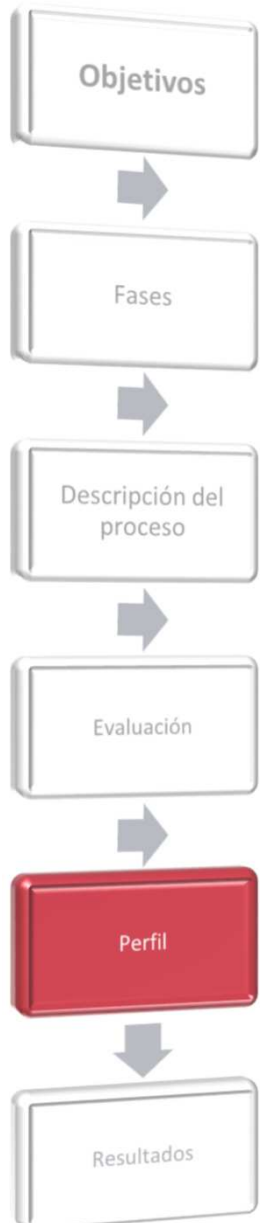 Objetivos
Fases
Descripción del
proceso
Evaluación
Perfil
Resultados